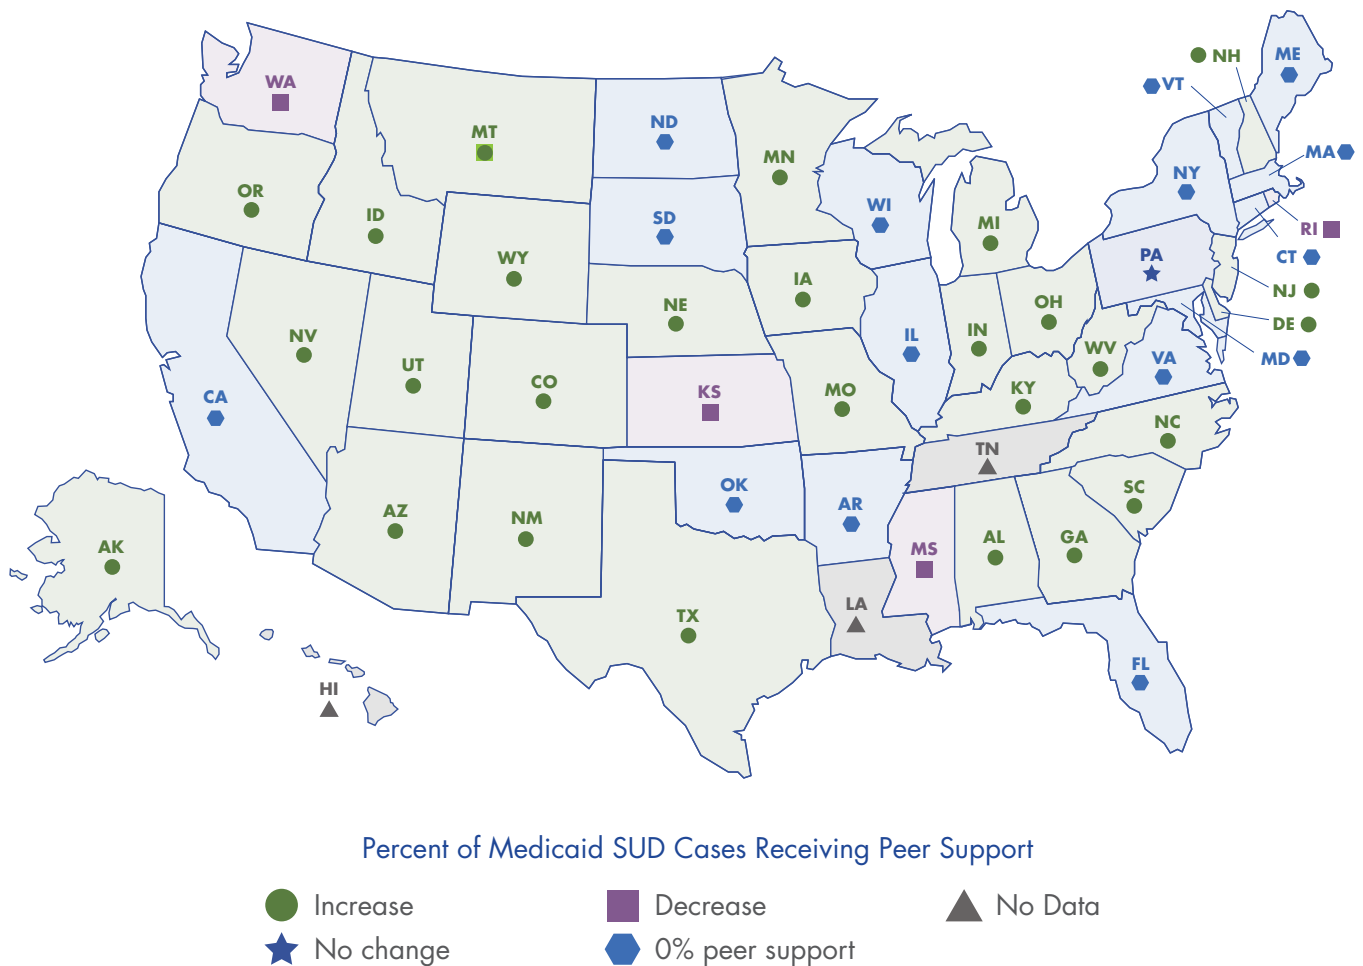 NH
ME
VT
WA
ND
MT
MN
MA
NY
OR
WI
ID
SD
MI
RI
PA
CT
WY
IA
NJ
NE
OH
DE
NV
IN
IL
WV
VA
MD
UT
CO
KS
MO
KY
CA
NC
TN
OK
SC
AZ
AR
NM
AL
GA
MS
AK
LA
TX
FL
HI
Percent of Medicaid SUD Cases Receiving Peer Support
Increase
Decrease
No Data
No change
0% peer support